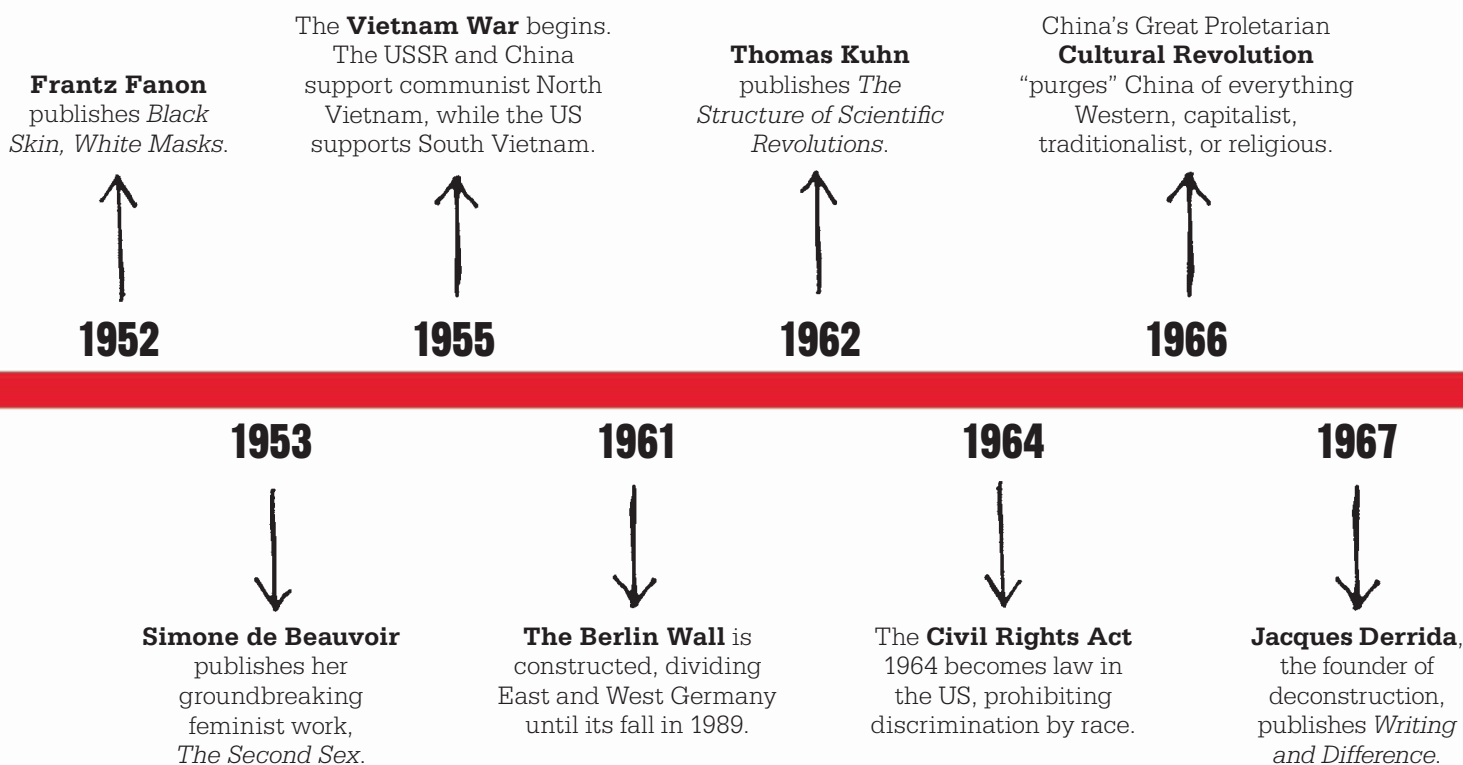 Frantz Fanon
publishes Black
Skin, White Masks.
The Vietnam War begins.
The USSR and China
support communist North
Vietnam, while the US
supports South Vietnam.
Thomas Kuhn
publishes The
Structure of Scientific
Revolutions.
China’s Great Proletarian
Cultural Revolution
“purges” China of everything
Western, capitalist,
traditionalist, or religious.
1952
1955
1962
1966
1953
1961
1964
1967
Simone de Beauvoir
publishes her
groundbreaking
feminist work,
The Second Sex.
The Berlin Wall is
constructed, dividing
East and West Germany
until its fall in 1989.
The Civil Rights Act
1964 becomes law in
the US, prohibiting
discrimination by race.
Jacques Derrida,
the founder of
deconstruction,
publishes Writing
and Difference.